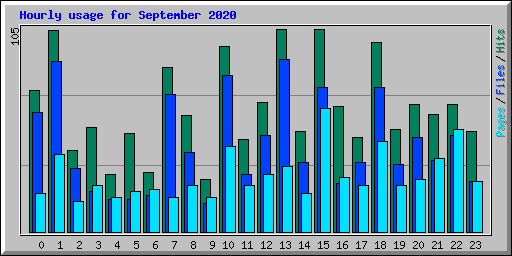 Hourly usage for September 2020
105
Pages/Files/Hits
0 1 2 3 4 5 6 7 8 9 10 11 12 13 14 15 16 17 18 19 20 21 22 23